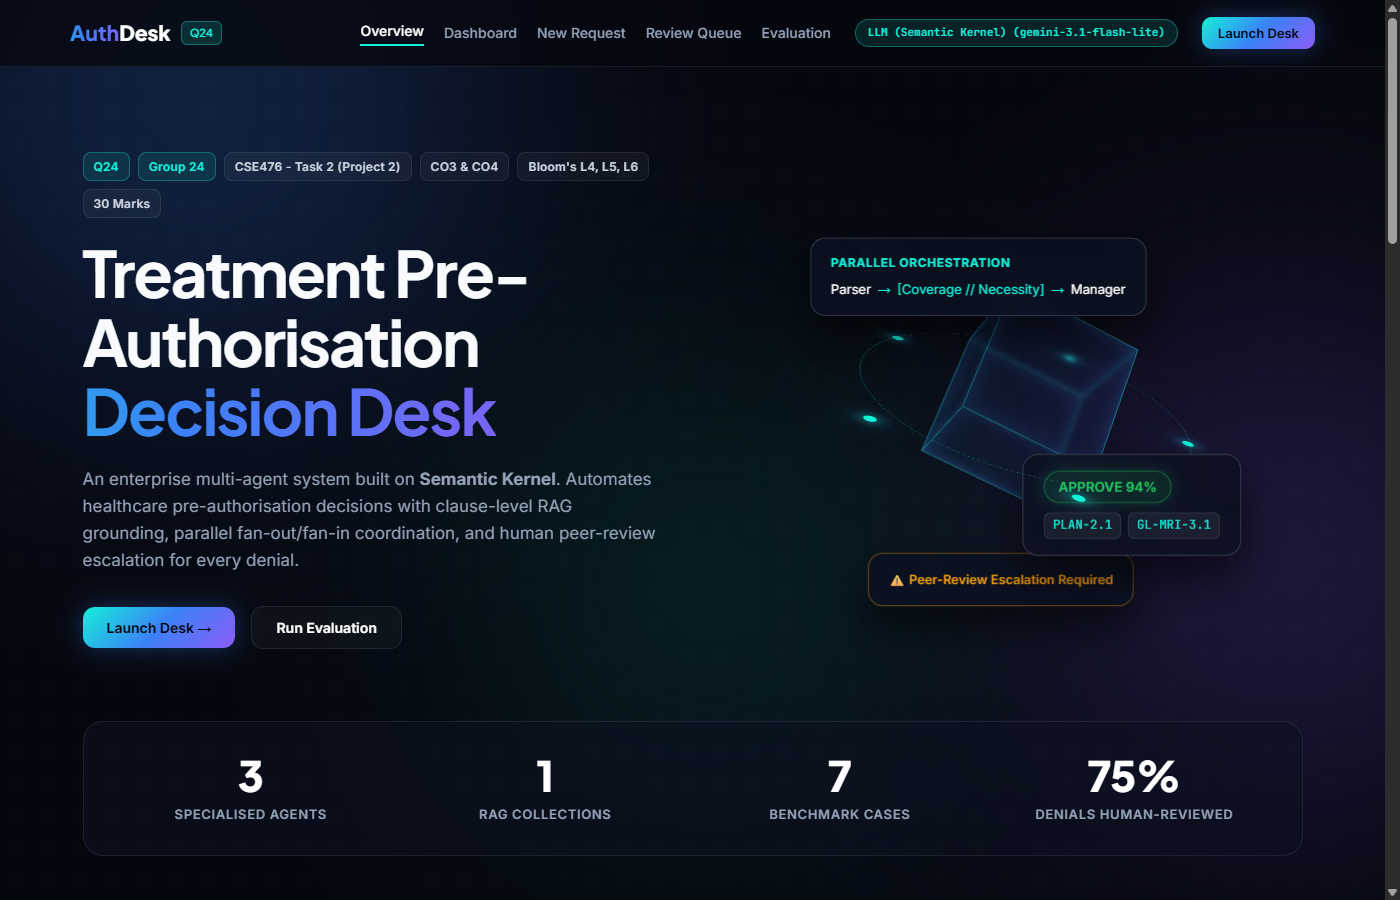 AuthDesk Q24
Overview Dashboard New Request Review Queue Evaluation LLM (Semantic Kernel) (gemini-3.1-flash-lite) Launch Desk
Q24 Group 24 CSE476 - Task 2 (Project 2) CO3 & CO4 Bloom's L4, L5, L6
30 Marks
Treatment Pre-
Authorisation
Decision Desk
An enterprise multi-agent system built on Semantic Kernel. Automates
healthcare pre-authorisation decisions with clause-level RAG
grounding, parallel fan-out/fan-in coordination, and human peer-review
escalation for every denial.
Launch Desk → Run Evaluation
PARALLEL ORCHESTRATION
Parser → [Coverage // Necessity] → Manager
APPROVE 94%
PLAN-2.1 GL-MRI-3.1
⚠ Peer-Review Escalation Required
3 1 7 75%
SPECIALISED AGENTS RAG COLLECTIONS BENCHMARK CASES DENIALS HUMAN-REVIEWED